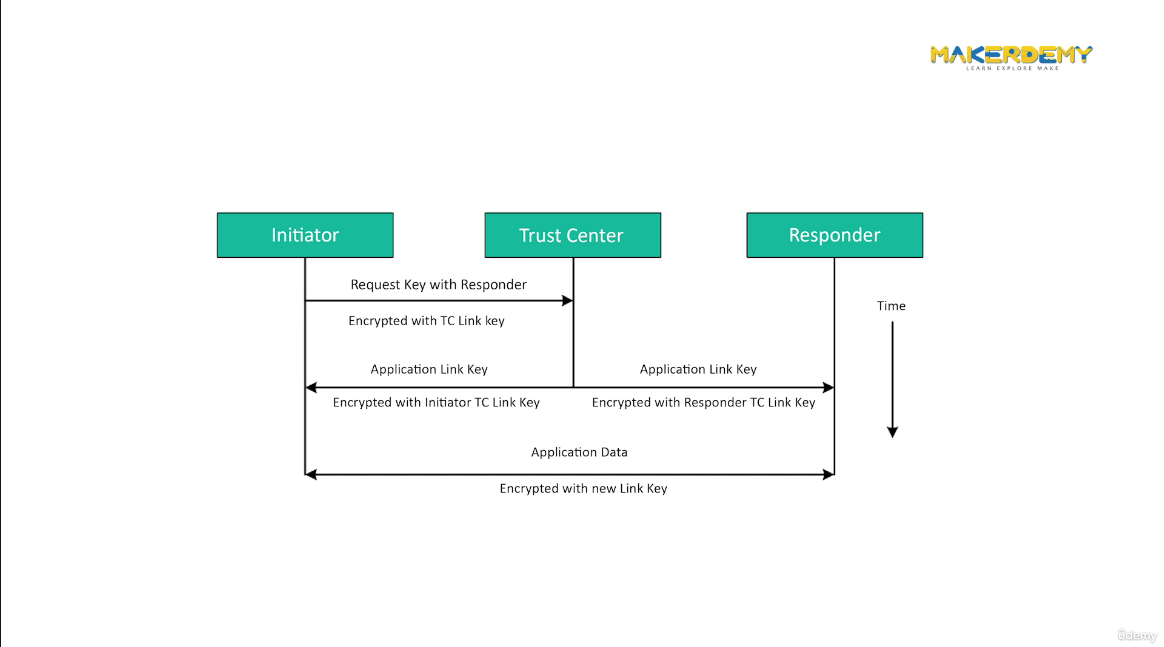 MAKERDEMY
LEARN EXPLORE MAKE
Initiator
Trust Center
Responder
Request Key with Responder
Encrypted with TC Link key
Time
Application Link Key
Application Link Key
Encrypted with Initiator TC Link Key
Encrypted with Responder TC Link Key
Application Data
Encrypted with new Link Key
ûdemy